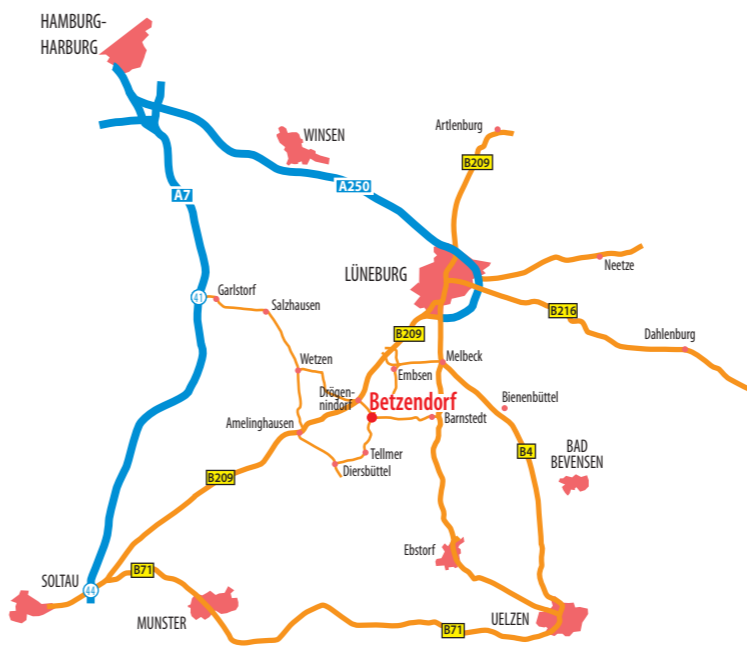 HAMBURG-
HARBURG
Artlenburg
WINSEN
B209
A250
A7
LÜNEBURG
Neetze
41
Garlstorf
Salzhausen
B216
B209
Dahlenburg
Wetzen
Melbeck
Embsen
Drögen-
nindorf
Betzendorf
Bienenbüttel
Amelinghausen
Barnstedt
BAD
BEVENSEN
Tellmer
Diersbüttel
B4
B209
Ebstorf
B71
SOLTAU
44
MUNSTER
UELZEN
B71